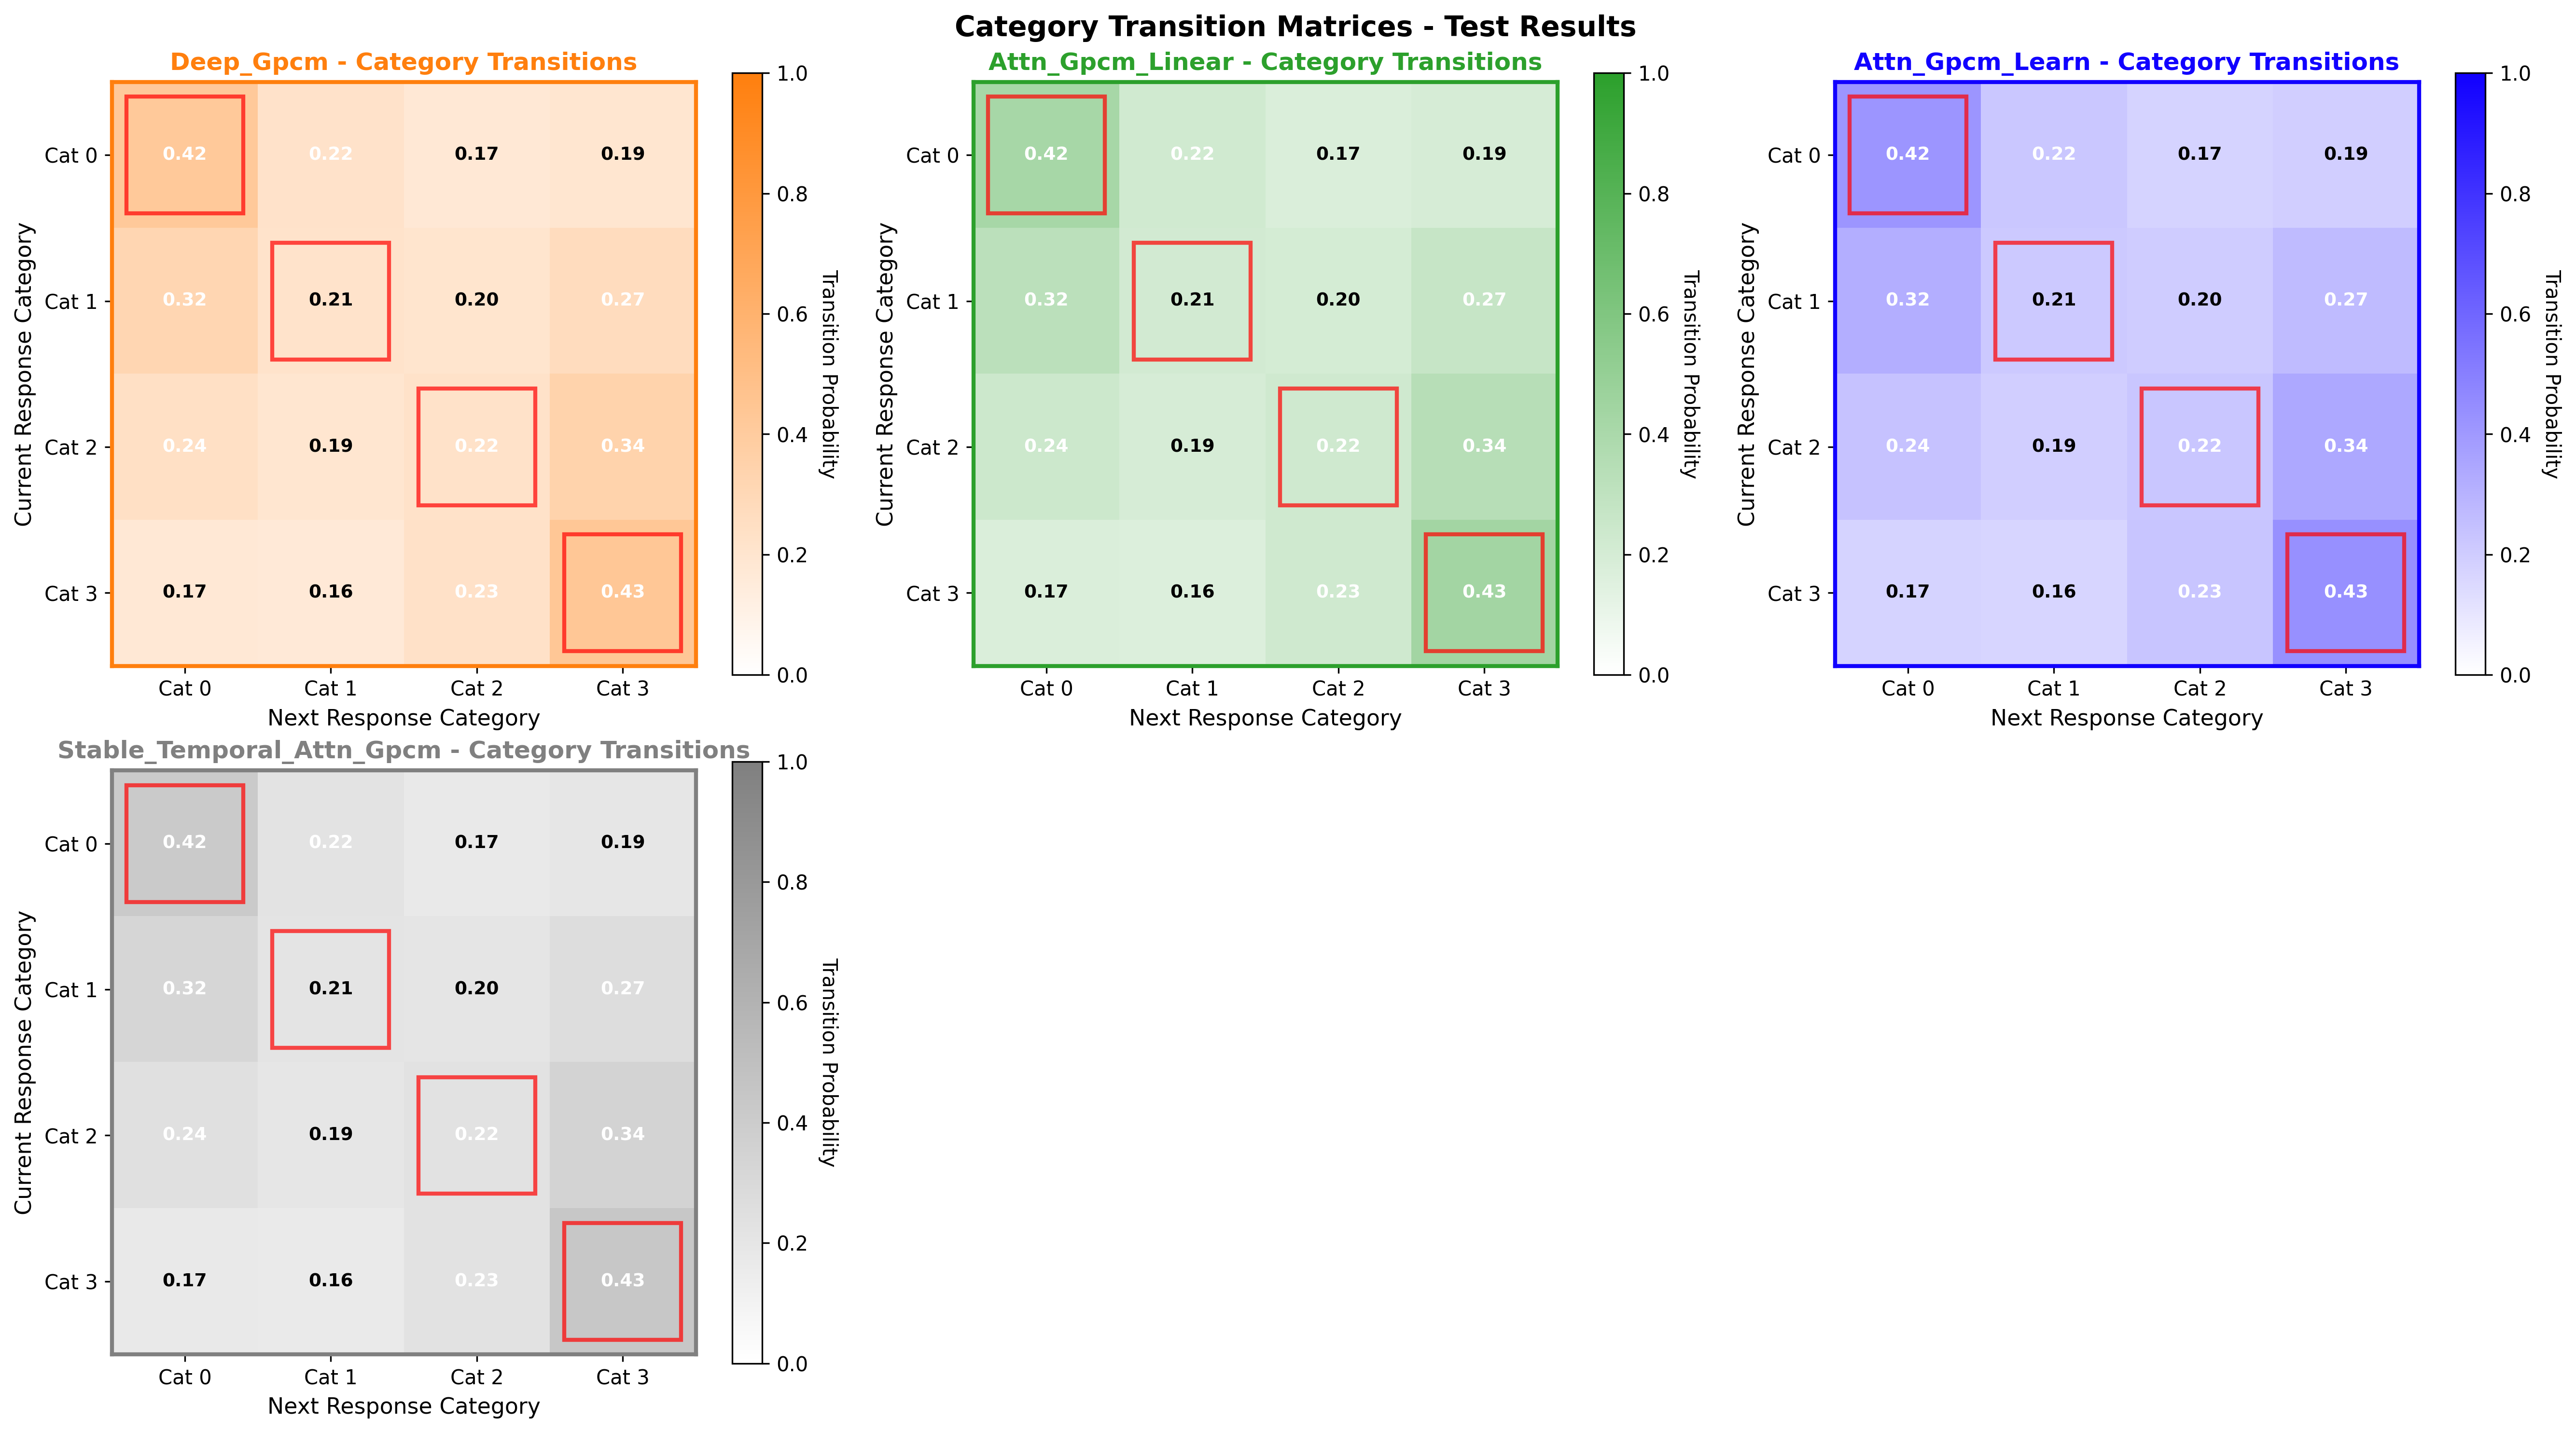 Category Transition Matrices - Test Results
Deep_Gpcm - Category Transitions
Current Response Category
Cat 0 0.42 0.22 0.17 0.19
Cat 1 0.32 0.21 0.20 0.27
Cat 2 0.24 0.19 0.22 0.34
Cat 3 0.17 0.16 0.23 0.43
Cat 0 Cat 1 Cat 2 Cat 3
Next Response Category
1.0
0.8
0.6
0.4
0.2
0.0
Transition Probability
Attn_Gpcm_Linear - Category Transitions
Current Response Category
Cat 0 0.42 0.22 0.17 0.19
Cat 1 0.32 0.21 0.20 0.27
Cat 2 0.24 0.19 0.22 0.34
Cat 3 0.17 0.16 0.23 0.43
Cat 0 Cat 1 Cat 2 Cat 3
Next Response Category
1.0
0.8
0.6
0.4
0.2
0.0
Transition Probability
Attn_Gpcm_Learn - Category Transitions
Current Response Category
Cat 0 0.42 0.22 0.17 0.19
Cat 1 0.32 0.21 0.20 0.27
Cat 2 0.24 0.19 0.22 0.34
Cat 3 0.17 0.16 0.23 0.43
Cat 0 Cat 1 Cat 2 Cat 3
Next Response Category
1.0
0.8
0.6
0.4
0.2
0.0
Transition Probability
Stable_Temporal_Attn_Gpcm - Category Transitions
Current Response Category
Cat 0 0.42 0.22 0.17 0.19
Cat 1 0.32 0.21 0.20 0.27
Cat 2 0.24 0.19 0.22 0.34
Cat 3 0.17 0.16 0.23 0.43
Cat 0 Cat 1 Cat 2 Cat 3
Next Response Category
1.0
0.8
0.6
0.4
0.2
0.0
Transition Probability